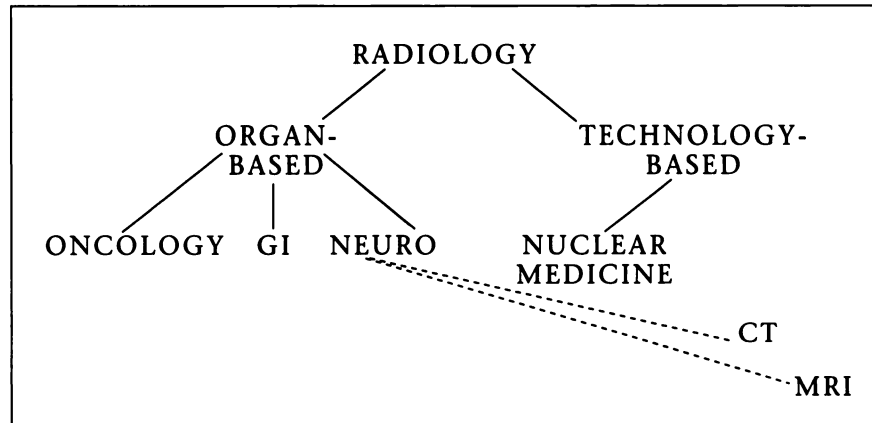 RADIOLOGY
ORGAN-
BASED
TECHNOLOGY-
BASED
ONCOLOGY
GI
NEURO
NUCLEAR
MEDICINE
CT
MRI